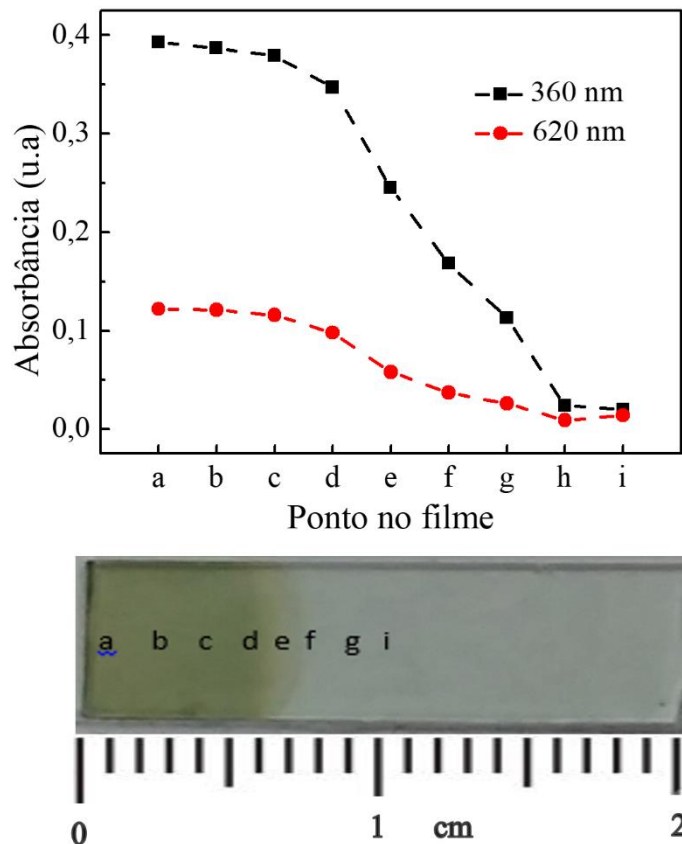 0,4
0,3
0,2
0,1
0,0
Absorbância (u.a)
360 nm
620 nm
a b c d e f g h i
Ponto no filme
a b c d e f g i
0 1 cm 2